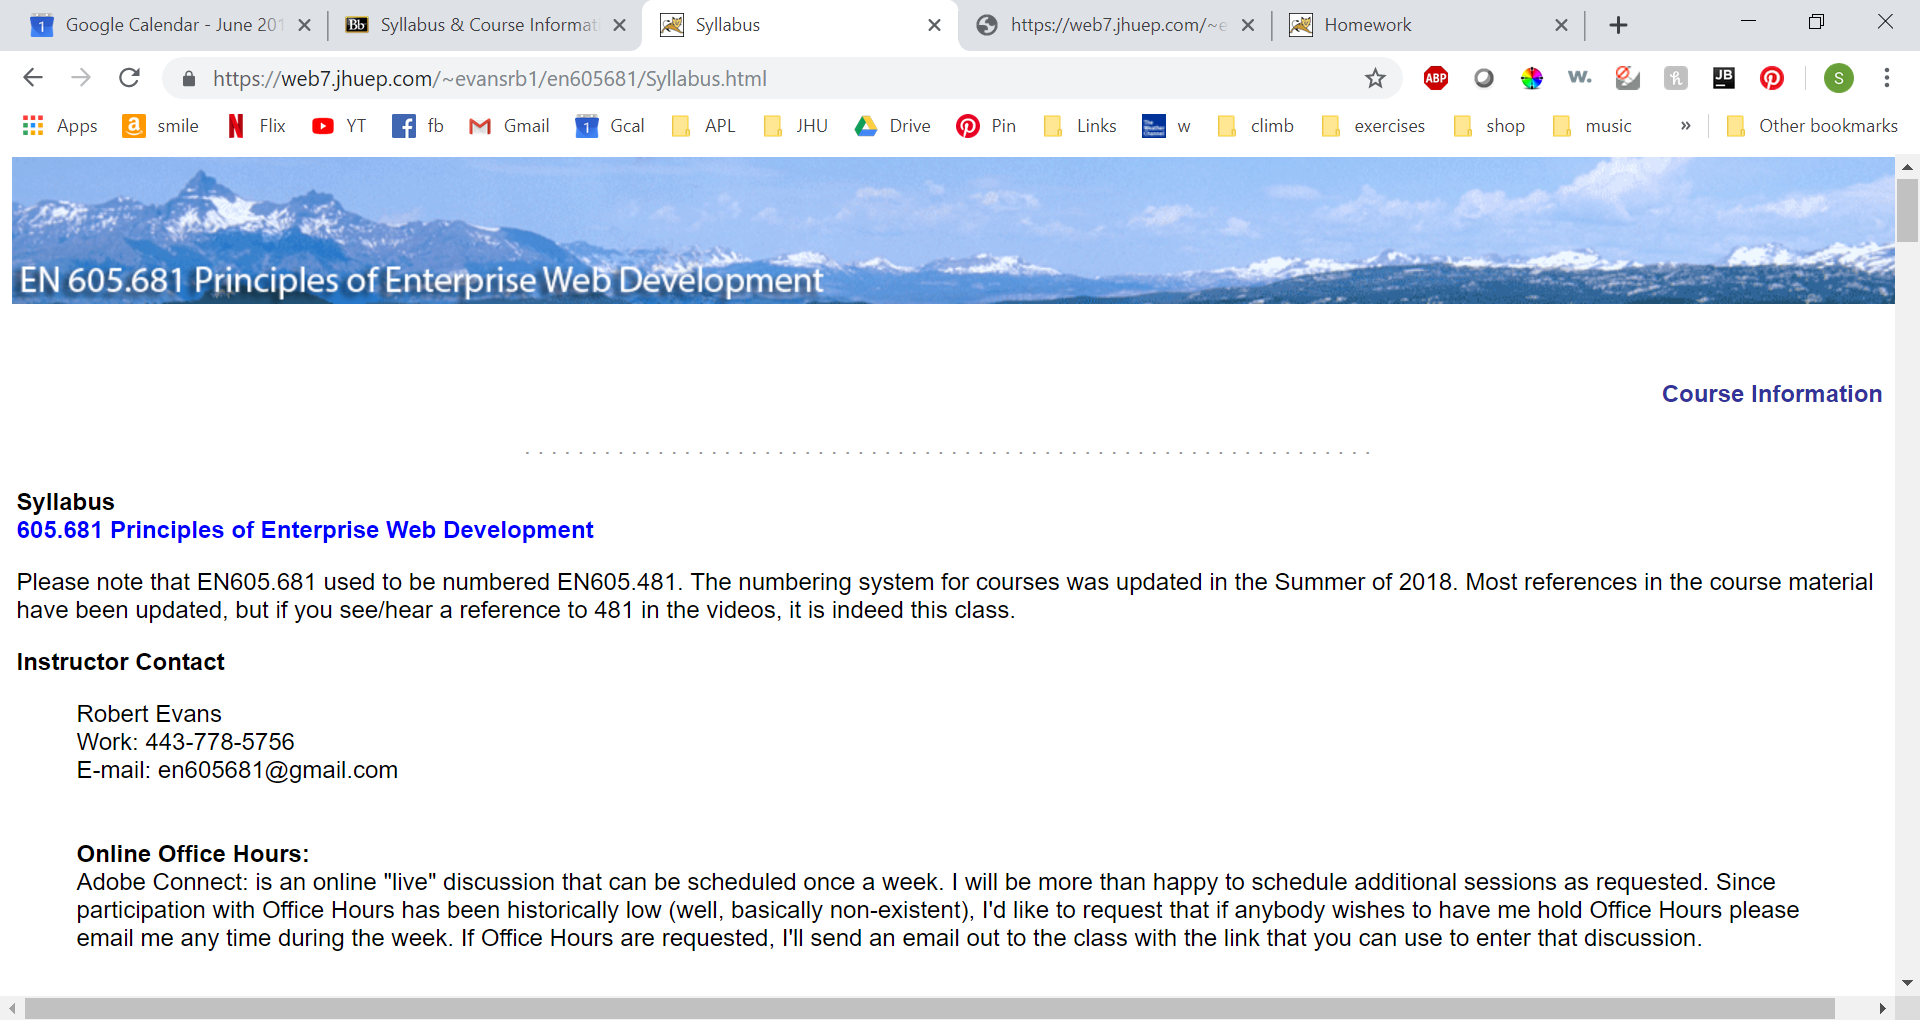 Google Calendar - June 201
Syllabus & Course Informat
Syllabus
https://web7.jhuep.com/~e
Homework
https://web7.jhuep.com/~evansrb1/en605681/Syllabus.html
ABP
w.
h
JB
S
Apps
smile
Flix
YT
fb
Gmail
Gcal
APL
JHU
Drive
Pin
Links
w
climb
exercises
shop
music
»
Other bookmarks
EN 605.681 Principles of Enterprise Web Development
Course Information
Syllabus
605.681 Principles of Enterprise Web Development
Please note that EN605.681 used to be numbered EN605.481. The numbering system for courses was updated in the Summer of 2018. Most references in the course material
have been updated, but if you see/hear a reference to 481 in the videos, it is indeed this class.
Instructor Contact
Robert Evans
Work: 443-778-5756
E-mail: en605681@gmail.com
Online Office Hours:
Adobe Connect: is an online "live" discussion that can be scheduled once a week. I will be more than happy to schedule additional sessions as requested. Since
participation with Office Hours has been historically low (well, basically non-existent), I'd like to request that if anybody wishes to have me hold Office Hours please
email me any time during the week. If Office Hours are requested, I'll send an email out to the class with the link that you can use to enter that discussion.